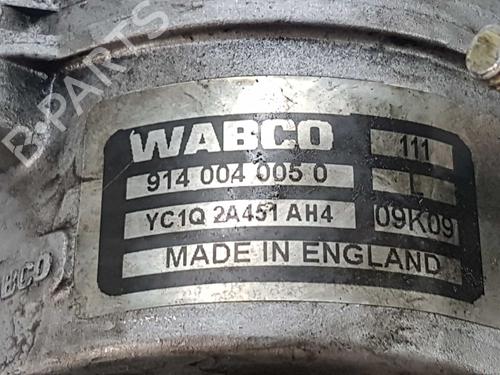 B-PARTS
WABCO 111
914 004 005 0 L
YC1Q 2A451 AH4 09K09
MADE IN ENGLAND